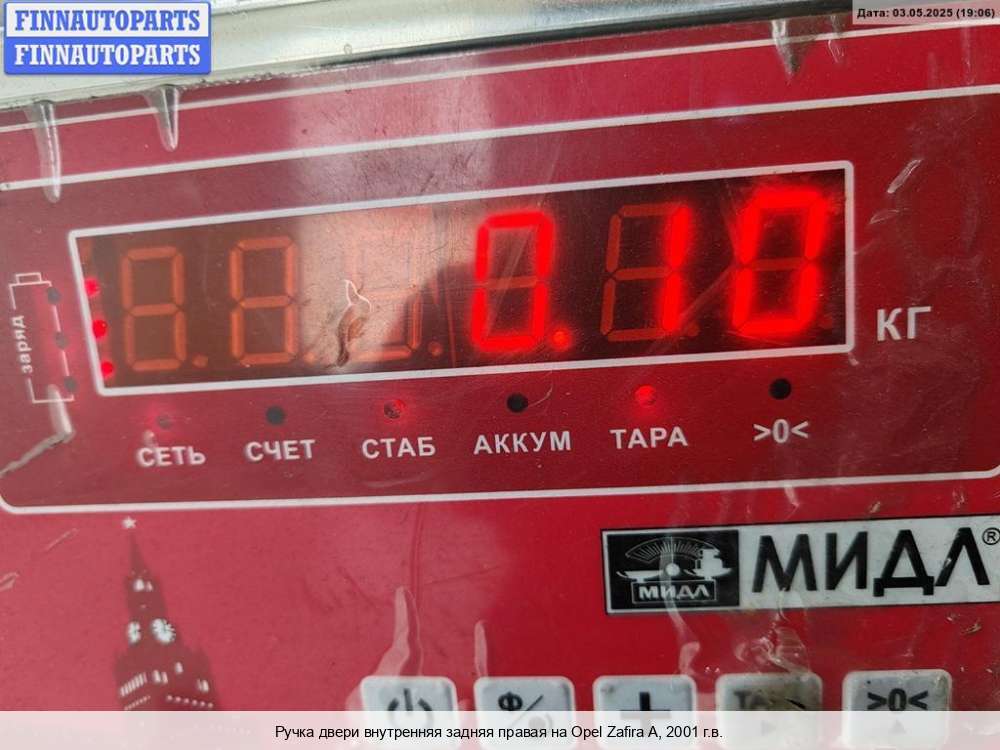 FINNAUTOPARTS
FINNAUTOPARTS
Дата: 03.05.2025 (19:06)
0.10
КГ
заряд
СЕТЬ СЧЕТ СТАБ АККУМ ТАРА >0<
МИДЛ МИДЛ®
Ф +  >0<
Ручка двери внутренняя задняя правая на Opel Zafira A, 2001 г.в.